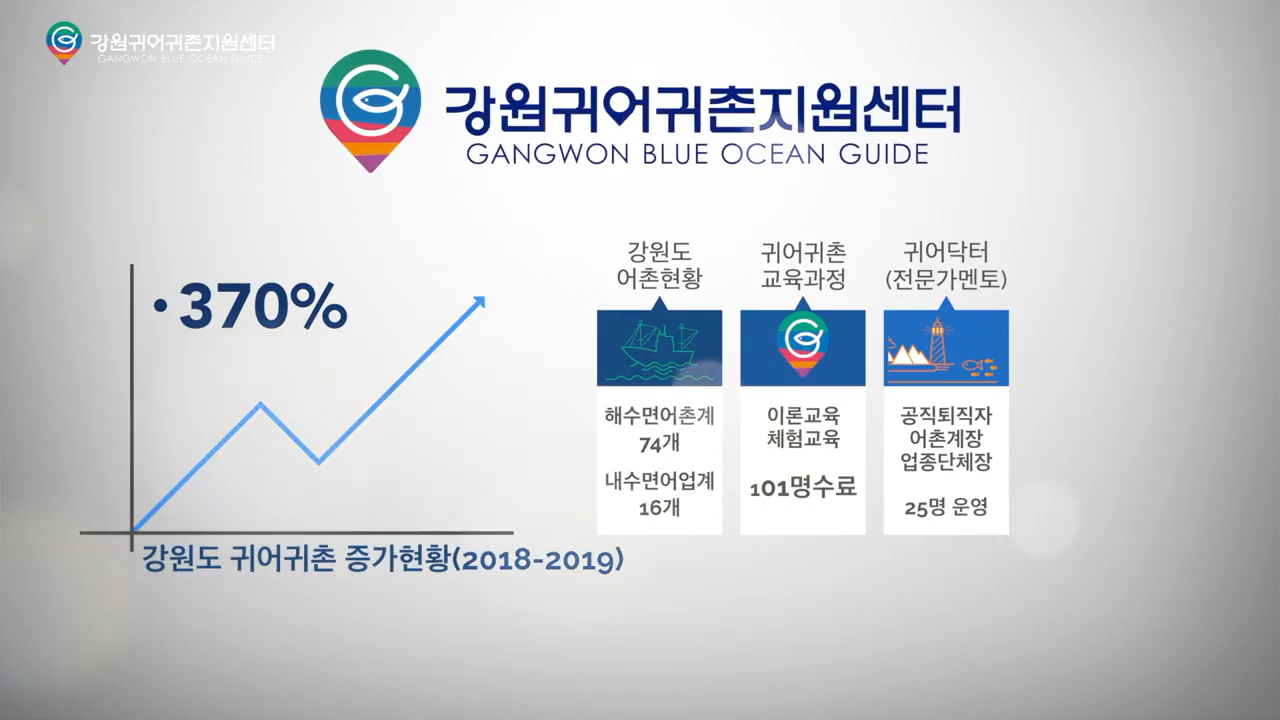 강원귀어귀촌지원센터
GANGWON BLUE OCEAN GUIDE
강원귀어귀촌지원센터
GANGWON BLUE OCEAN GUIDE
•370%
강원도 귀어귀촌 증가현황(2018-2019)
강원도
어촌현황
해수면어촌계
74개
내수면어업계
16개
귀어귀촌
교육과정
이론교육
체험교육
101명수료
귀어닥터
(전문가멘토)
공직퇴직자
어촌계장
업종단체장
25명 운영